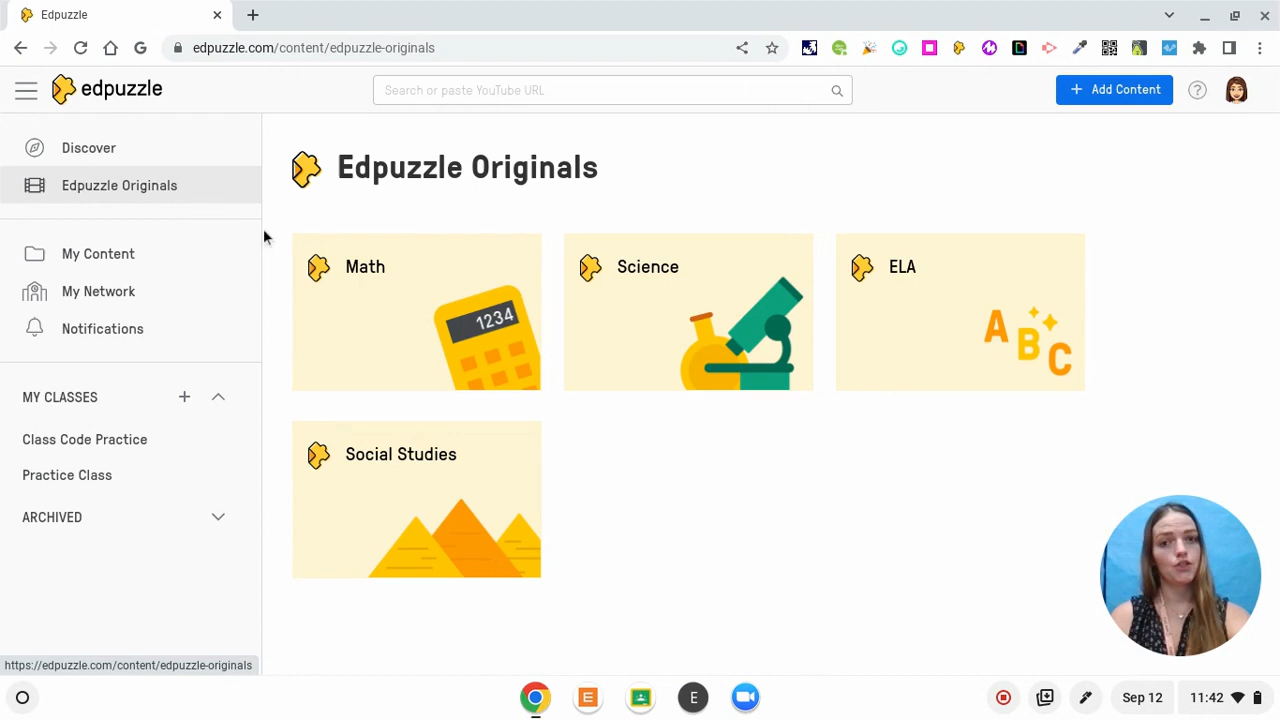 Edpuzzle
edpuzzle.com/content/edpuzzle-originals
edpuzzle
Search or paste YouTube URL
+ Add Content
?
Discover
Edpuzzle Originals
My Content
My Network
Notifications
MY CLASSES
Class Code Practice
Practice Class
ARCHIVED
Edpuzzle Originals
Math
1234
Science
ELA
A B C
Social Studies
https://edpuzzle.com/content/edpuzzle-originals
E
E
Sep 12
11:42